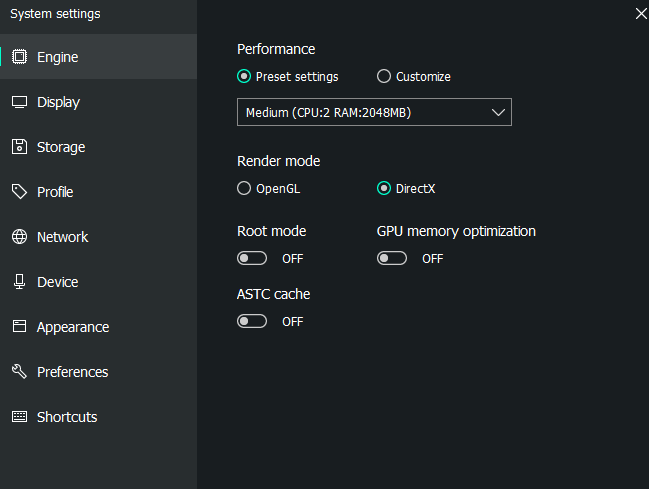 System settings
Engine
Display
Storage
Profile
Network
Device
Appearance
Preferences
Shortcuts
Performance
Preset settings Customize
Medium (CPU:2 RAM:2048MB)
Render mode
OpenGL DirectX
Root mode GPU memory optimization
OFF OFF
ASTC cache
OFF